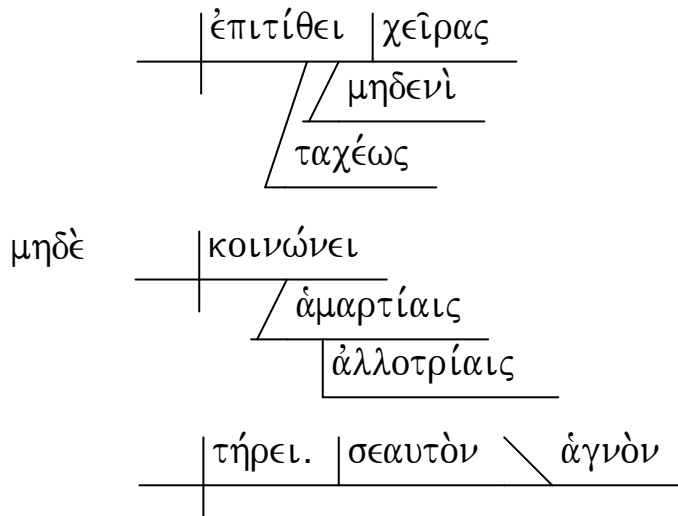 ἐπιτίθει χεῖρας
μηδενὶ
ταχέως
μηδὲ κοινώνει
ἁμαρτίαις
ἀλλοτρίαις
τήρει. σεαυτὸν ἁγνὸν